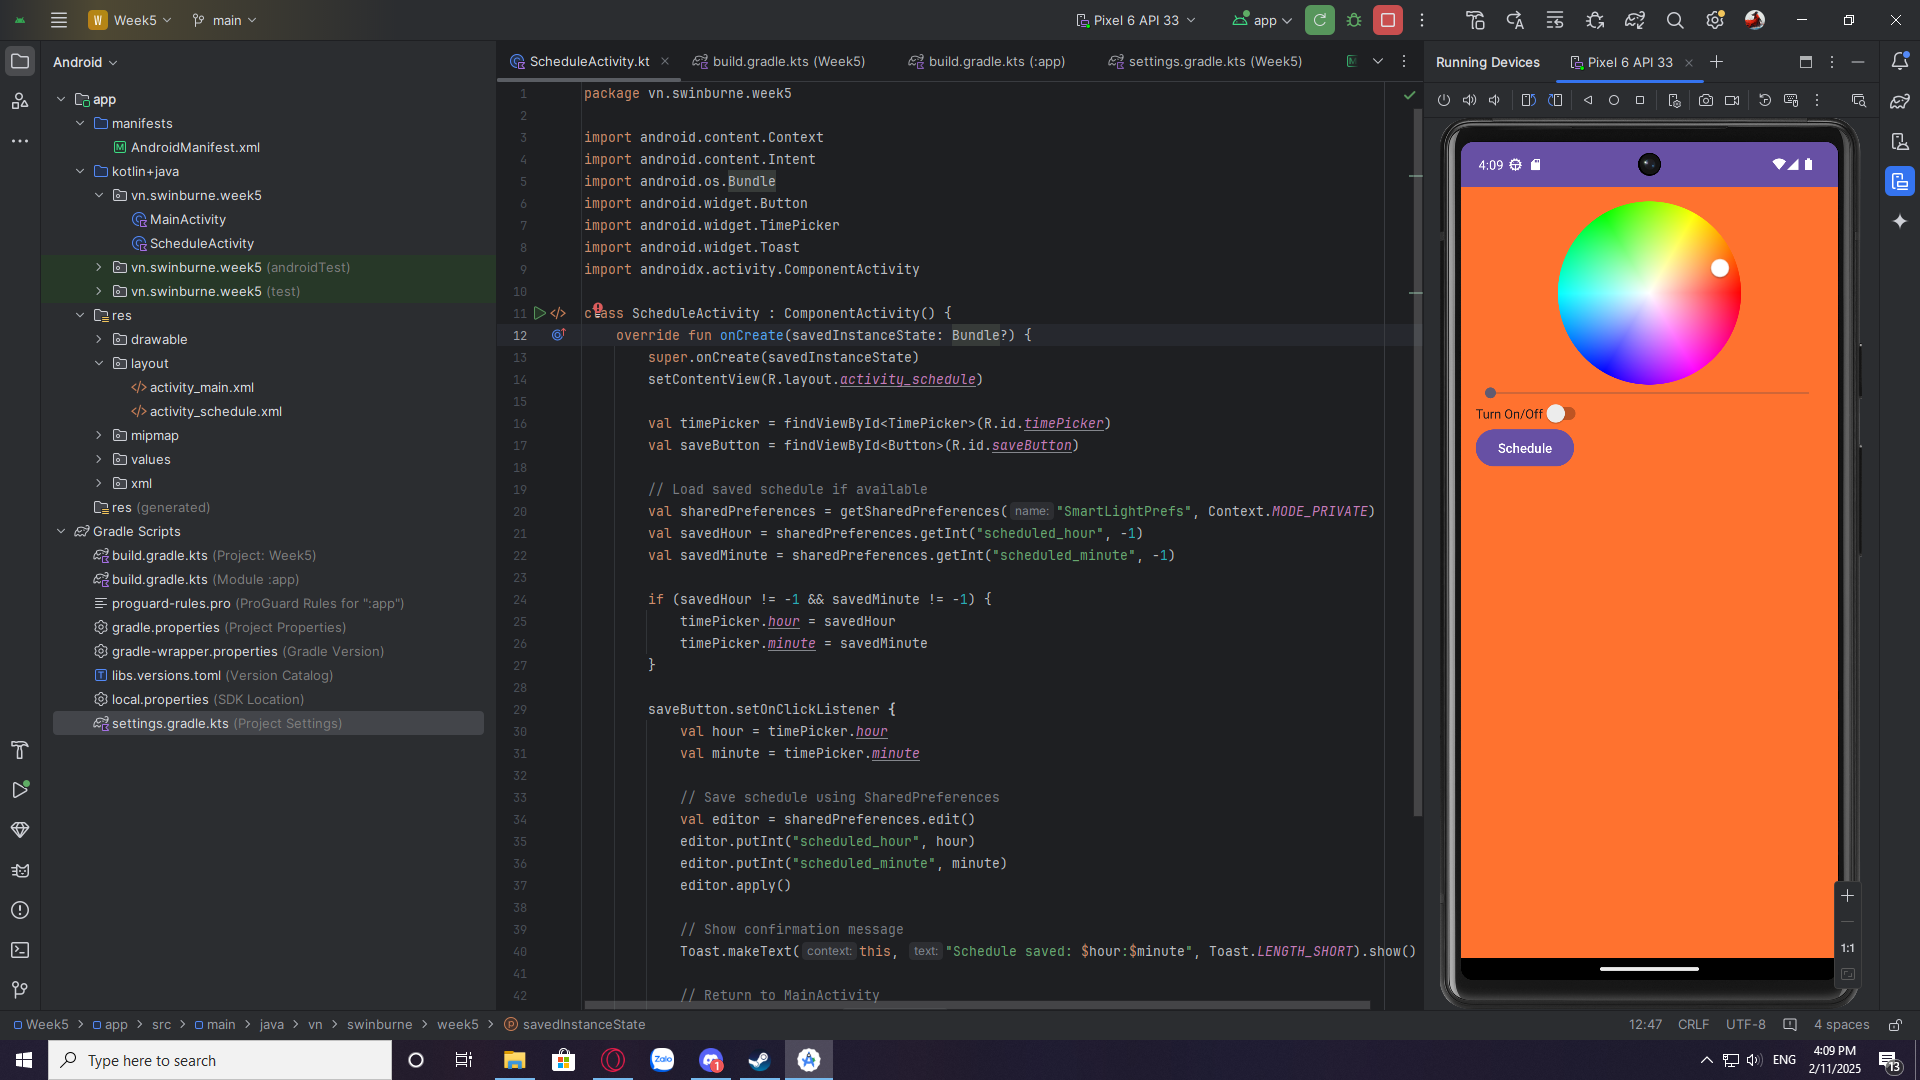 W Week5 main Pixel 6 API 33 app
Android
app
manifests
AndroidManifest.xml
kotlin+java
vn.swinburne.week5
MainActivity
ScheduleActivity
vn.swinburne.week5 (androidTest)
vn.swinburne.week5 (test)
res
drawable
layout
activity_main.xml
activity_schedule.xml
mipmap
values
xml
res (generated)
Gradle Scripts
build.gradle.kts (Project: Week5)
build.gradle.kts (Module :app)
proguard-rules.pro (ProGuard Rules for ":app")
gradle.properties (Project Properties)
gradle-wrapper.properties (Gradle Version)
libs.versions.toml (Version Catalog)
local.properties (SDK Location)
settings.gradle.kts (Project Settings)
ScheduleActivity.kt build.gradle.kts (Week5) build.gradle.kts (:app) settings.gradle.kts (Week5) M
1 package vn.swinburne.week5
2
3 import android.content.Context
4 import android.content.Intent
5 import android.os.Bundle
6 import android.widget.Button
7 import android.widget.TimePicker
8 import android.widget.Toast
9 import androidx.activity.ComponentActivity
10
11 class ScheduleActivity : ComponentActivity() {
12 override fun onCreate(savedInstanceState: Bundle?) {
13 super.onCreate(savedInstanceState)
14 setContentView(R.layout.activity_schedule)
15
16 val timePicker = findViewById<TimePicker>(R.id.timePicker)
17 val saveButton = findViewById<Button>(R.id.saveButton)
18
19 // Load saved schedule if available
20 val sharedPreferences = getSharedPreferences( name: "SmartLightPrefs", Context.MODE_PRIVATE)
21 val savedHour = sharedPreferences.getInt("scheduled_hour", -1)
22 val savedMinute = sharedPreferences.getInt("scheduled_minute", -1)
23
24 if (savedHour != -1 && savedMinute != -1) {
25 timePicker.hour = savedHour
26 timePicker.minute = savedMinute
27 }
28
29 saveButton.setOnClickListener {
30 val hour = timePicker.hour
31 val minute = timePicker.minute
32
33 // Save schedule using SharedPreferences
34 val editor = sharedPreferences.edit()
35 editor.putInt("scheduled_hour", hour)
36 editor.putInt("scheduled_minute", minute)
37 editor.apply()
38
39 // Show confirmation message
40 Toast.makeText( context: this, text: "Schedule saved: $hour:$minute", Toast.LENGTH_SHORT).show()
41
42 // Return to MainActivity
Running Devices Pixel 6 API 33
4:09
Turn On/Off
Schedule
1:1
Week5 > app > src > main > java > vn > swinburne > week5 > savedInstanceState
12:47 CRLF UTF-8 4 spaces
Type here to search
Zalo
1
ENG
4:09 PM
2/11/2025
13